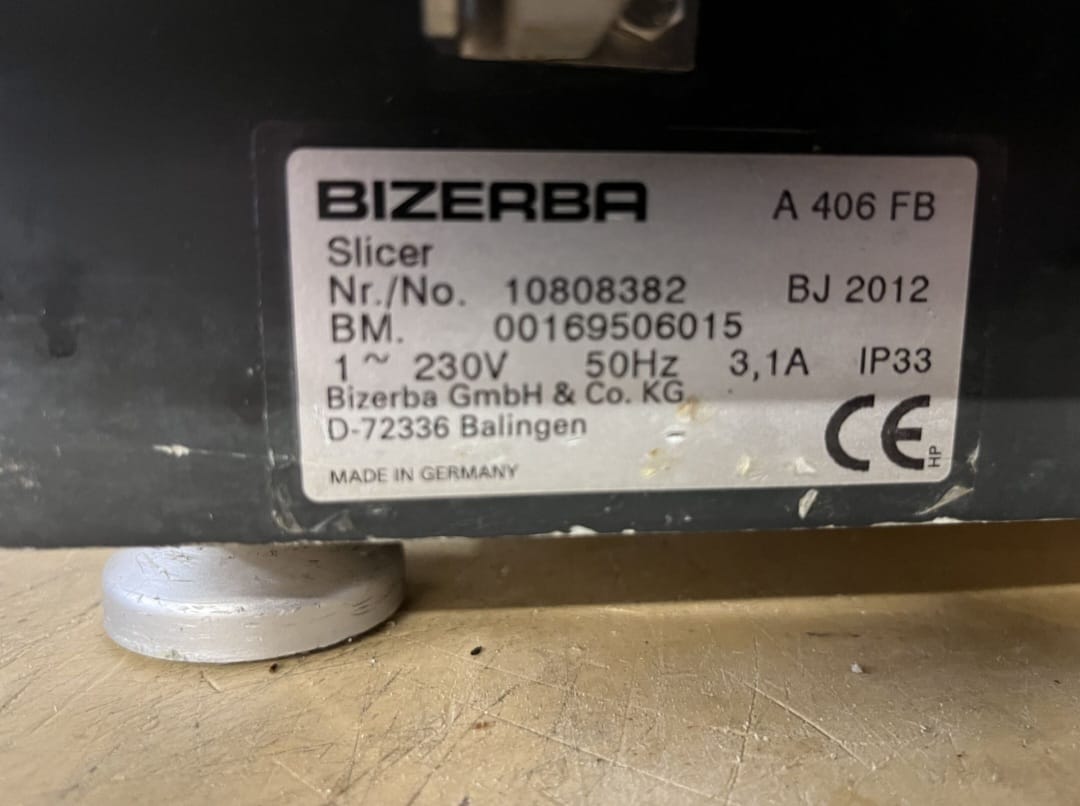 BIZERBA A 406 FB
Slicer
Nr./No. 10808382 BJ 2012
BM. 00169506015
1 ~ 230V 50Hz 3,1A IP33
Bizerba GmbH & Co. KG
D-72336 Balingen
MADE IN GERMANY
CE HP